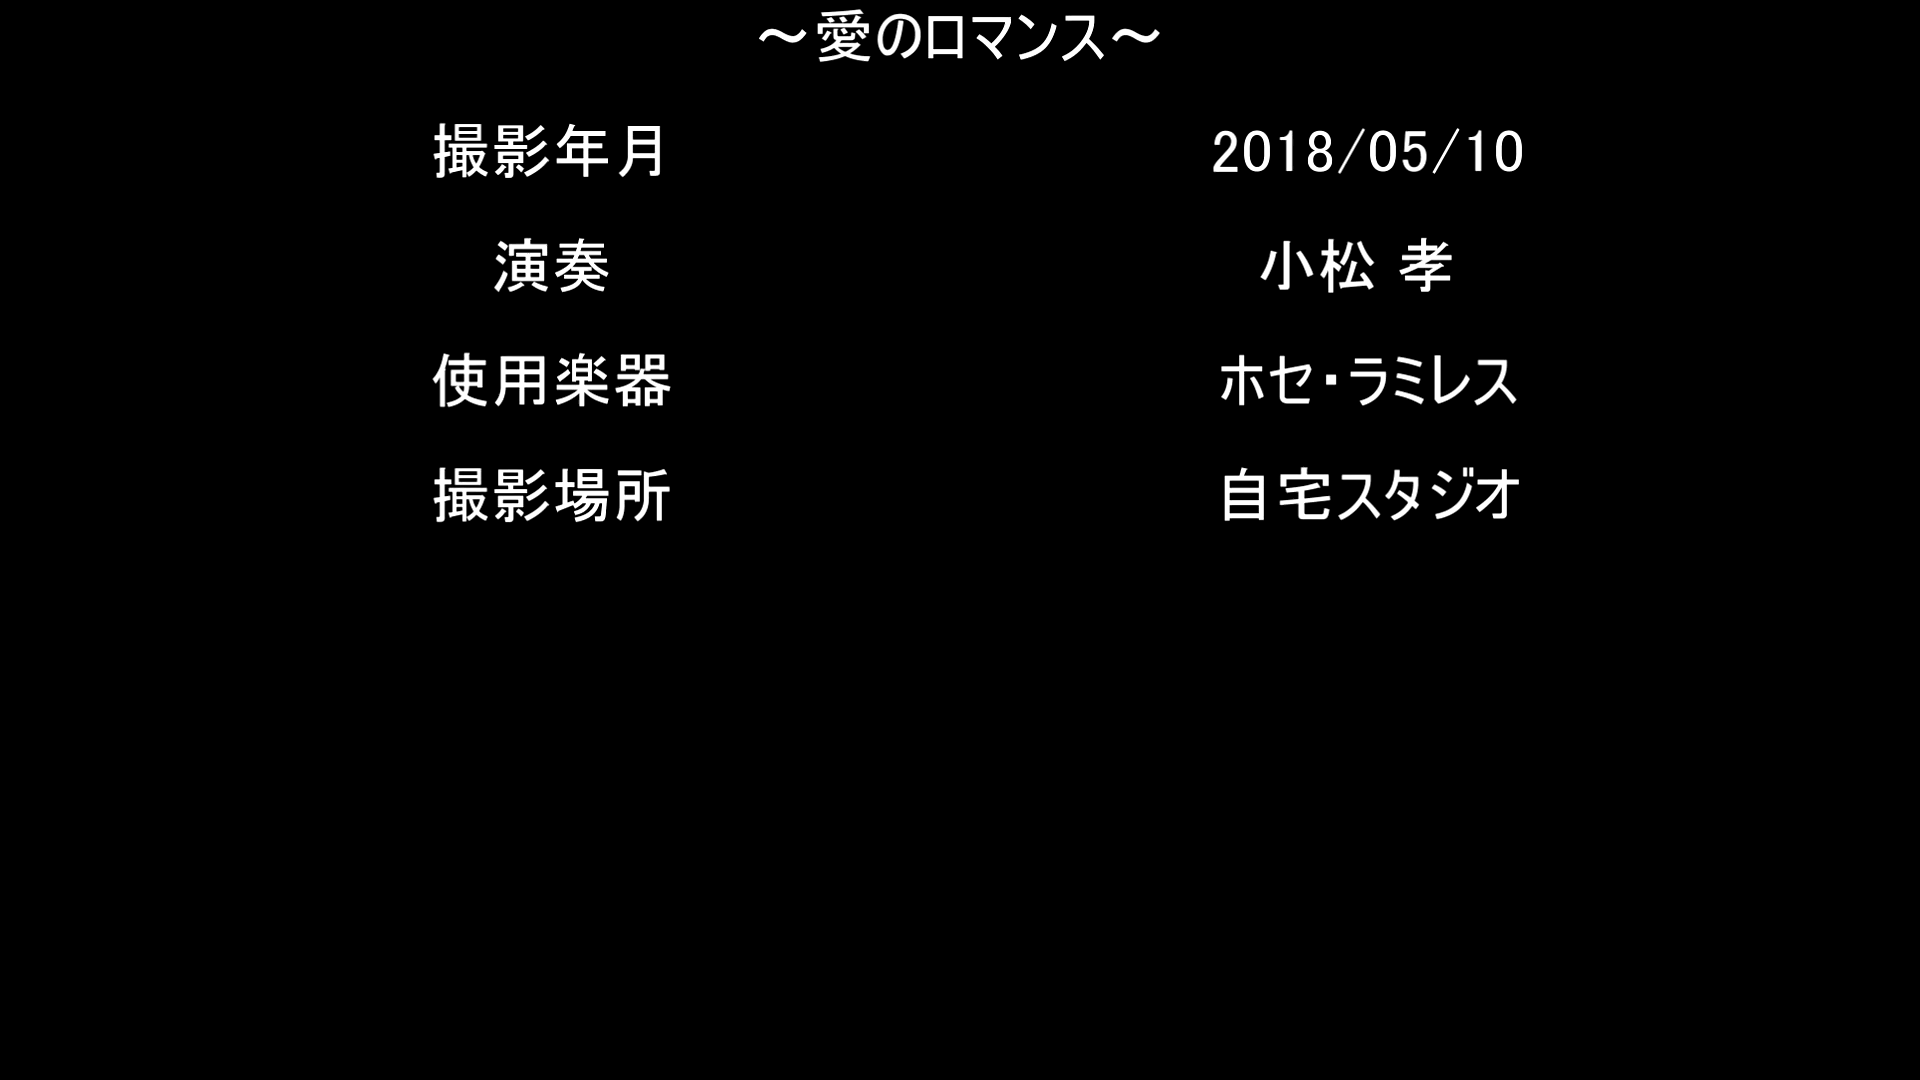 ～愛のロマンス～
撮影年月 2018/05/10
演奏 小松 孝
使用楽器 ホセ・ラミレス
撮影場所 自宅スタジオ